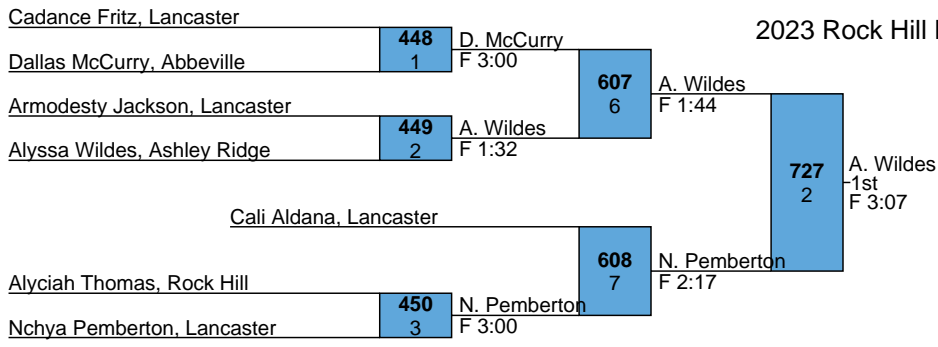 Cadance Fritz, Lancaster
2023 Rock Hill
448
1
D. McCurry
F 3:00
Dallas McCurry, Abbeville
607
6
A. Wildes
F 1:44
Armodesty Jackson, Lancaster
449
2
A. Wildes
F 1:32
Alyssa Wildes, Ashley Ridge
727
2
A. Wildes
1st
F 3:07
Cali Aldana, Lancaster
608
7
N. Pemberton
F 2:17
Alyciah Thomas, Rock Hill
450
3
N. Pemberton
F 3:00
Nchya Pemberton, Lancaster